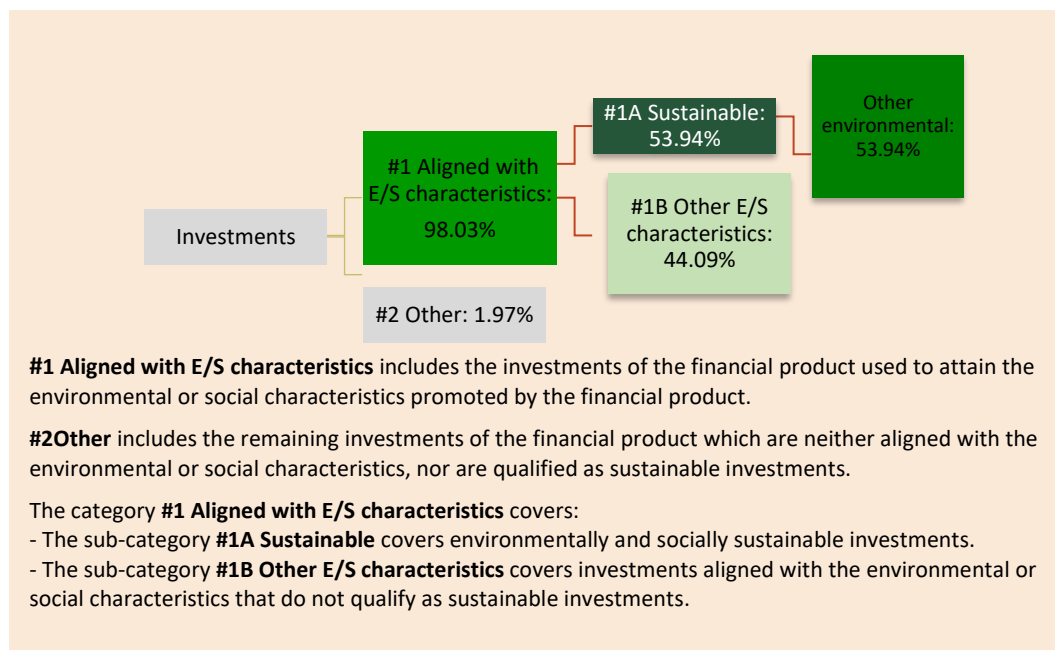 Investments
#1 Aligned with
E/S characteristics:
98.03%
#2 Other: 1.97%
#1A Sustainable:
53.94%
#1B Other E/S
characteristics:
44.09%
Other
environmental:
53.94%
#1 Aligned with E/S characteristics includes the investments of the financial product used to attain the
environmental or social characteristics promoted by the financial product.
#2Other includes the remaining investments of the financial product which are neither aligned with the
environmental or social characteristics, nor are qualified as sustainable investments.
The category #1 Aligned with E/S characteristics covers:
- The sub-category #1A Sustainable covers environmentally and socially sustainable investments.
- The sub-category #1B Other E/S characteristics covers investments aligned with the environmental or
social characteristics that do not qualify as sustainable investments.